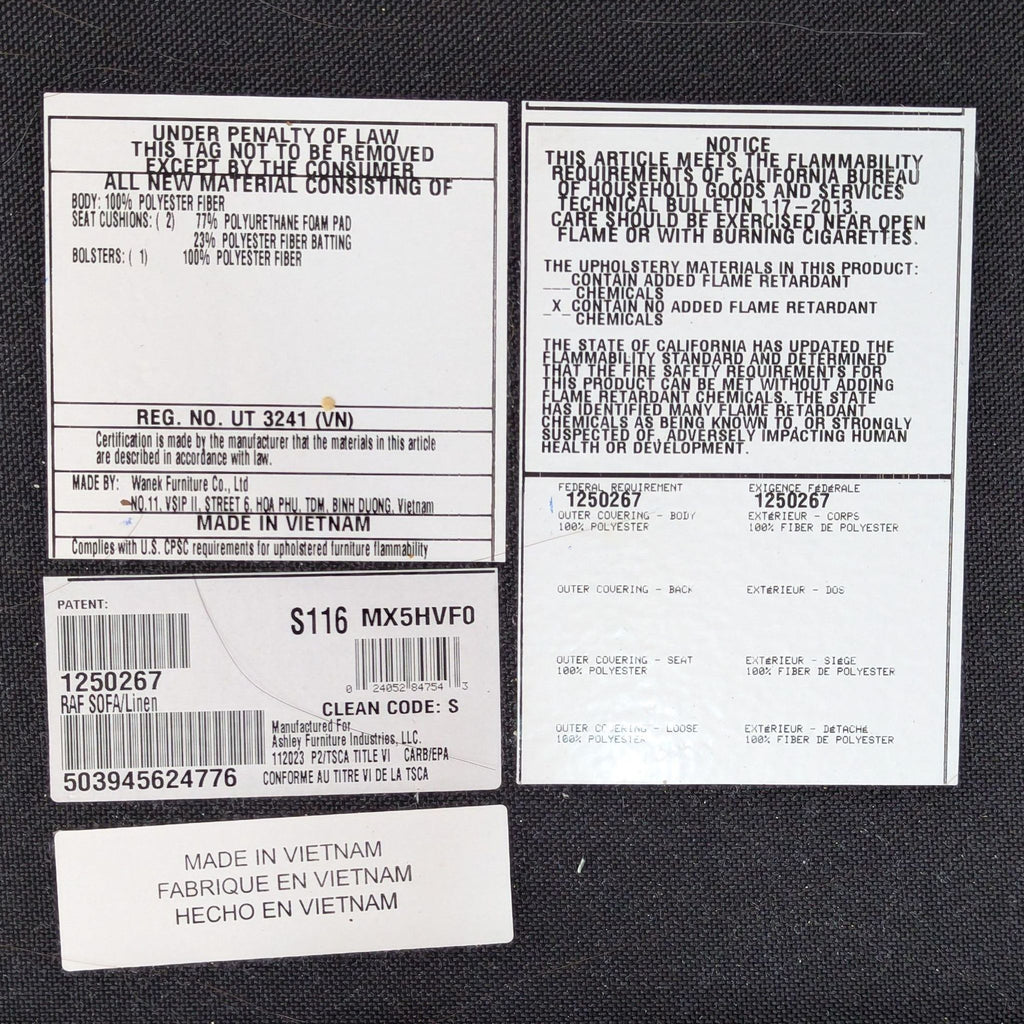 UNDER PENALTY OF LAW
THIS TAG NOT TO BE REMOVED
EXCEPT BY THE CONSUMER
ALL NEW MATERIAL CONSISTING OF
BODY: 100% POLYESTER FIBER
SEAT CUSHIONS: ( 2) 77% POLYURETHANE FOAM PAD
23% POLYESTER FIBER BATTING
BOLSTERS: ( 1) 100% POLYESTER FIBER
REG. NO. UT 3241 (VN)
Certification is made by the manufacturer that the materials in this article
are described in accordance with law.
MADE BY: Wanek Furniture Co., Ltd
NO.11, VSIP II, STREET 6, HOA PHU, TDM, BINH DUONG, Vietnam
MADE IN VIETNAM
Complies with U.S. CPSC requirements for upholstered furniture flammability
NOTICE
THIS ARTICLE MEETS THE FLAMMABILITY
REQUIREMENTS OF CALIFORNIA BUREAU
OF HOUSEHOLD GOODS AND SERVICES
TECHNICAL BULLETIN 117-2013.
CARE SHOULD BE EXERCISED NEAR OPEN
FLAME OR WITH BURNING CIGARETTES.
THE UPHOLSTERY MATERIALS IN THIS PRODUCT:
___CONTAIN ADDED FLAME RETARDANT
CHEMICALS
_X_CONTAIN NO ADDED FLAME RETARDANT
CHEMICALS
THE STATE OF CALIFORNIA HAS UPDATED THE
FLAMMABILITY STANDARD AND DETERMINED
THAT THE FIRE SAFETY REQUIREMENTS FOR
THIS PRODUCT CAN BE MET WITHOUT ADDING
FLAME RETARDANT CHEMICALS. THE STATE
HAS IDENTIFIED MANY FLAME RETARDANT
CHEMICALS AS BEING KNOWN TO, OR STRONGLY
SUSPECTED OF, ADVERSELY IMPACTING HUMAN
HEALTH OR DEVELOPMENT.
FEDERAL REQUIREMENT EXIGENCE FÉDÉRALE
1250267 1250267
OUTER COVERING - BODY EXTÉRIEUR - CORPS
100% POLYESTER 100% FIBER DE POLYESTER
OUTER COVERING - BACK EXTÉRIEUR - DOS
OUTER COVERING - SEAT EXTÉRIEUR - SIÉGE
100% POLYESTER 100% FIBER DE POLYESTER
OUTER COVERING - LOOSE EXTÉRIEUR - DÉTACHÉ
100% POLYESTER 100% FIBER DE POLYESTER
PATENT:
S116 MX5HVF0
1250267
RAF SOFA/Linen
0 24052 84754 3
CLEAN CODE: S
Manufactured For
Ashley Furniture Industries, LLC.
112023 P2/TSCA TITLE VI CARB/EPA
503945624776 CONFORME AU TITRE VI DE LA TSCA
MADE IN VIETNAM
FABRIQUE EN VIETNAM
HECHO EN VIETNAM